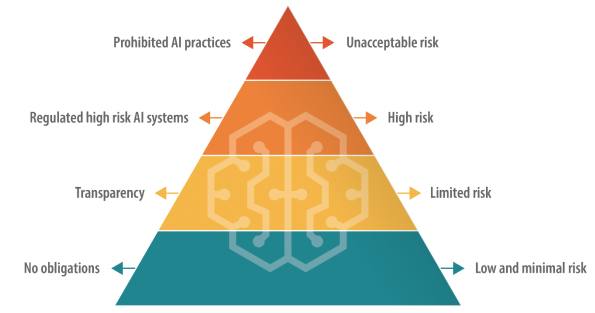 Prohibited AI practices
Unacceptable risk
Regulated high risk AI systems
High risk
Transparency
Limited risk
No obligations
Low and minimal risk